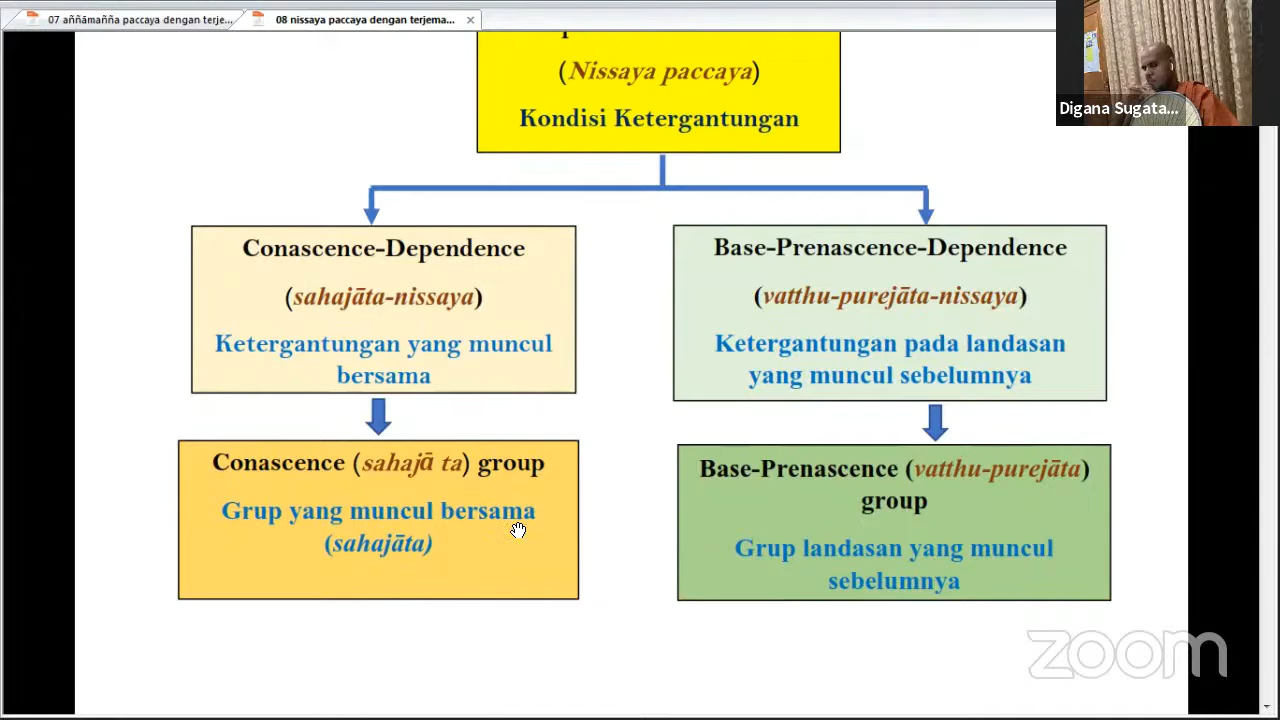 07 aññāmañña paccaya dengan terje...
08 nissaya paccaya dengan terjema...
(Nissaya paccaya)
Kondisi Ketergantungan
Digana Sugata...
Conascence-Dependence
(sahajāta-nissaya)
Ketergantungan yang muncul
bersama
Base-Prenascence-Dependence
(vatthu-purejāta-nissaya)
Ketergantungan pada landasan
yang muncul sebelumnya
Conascence (sahajā ta) group
Grup yang muncul bersama
(sahajāta)
Base-Prenascence (vatthu-purejāta)
group
Grup landasan yang muncul
sebelumnya
zoom